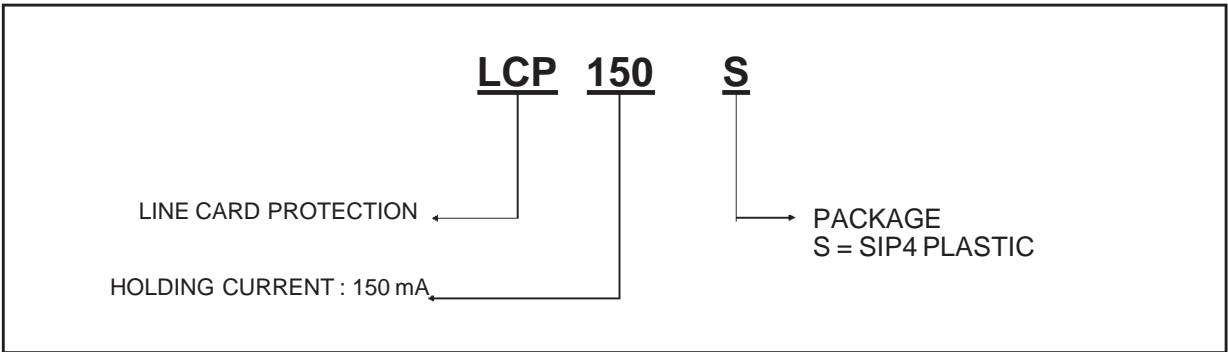 LCP 150 S
LINE CARD PROTECTION
PACKAGE
S = SIP4 PLASTIC
HOLDING CURRENT : 150 mA